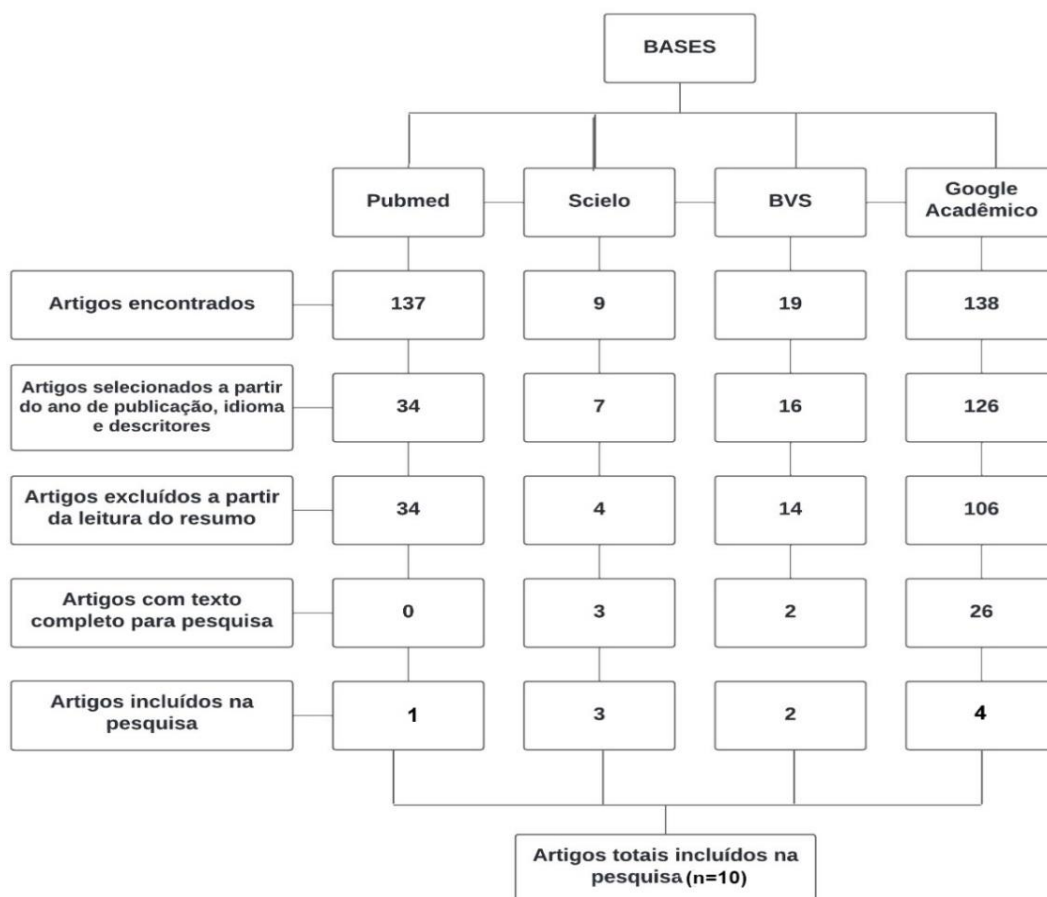 BASES
Pubmed
Scielo
BVS
Google
Acadêmico
Artigos encontrados
137
9
19
138
Artigos selecionados a partir
do ano de publicação, idioma
e descritores
34
7
16
126
Artigos excluídos a partir
da leitura do resumo
34
4
14
106
Artigos com texto
completo para pesquisa
0
3
2
26
Artigos incluídos na
pesquisa
1
3
2
4
Artigos totais incluídos na
pesquisa (n=10)